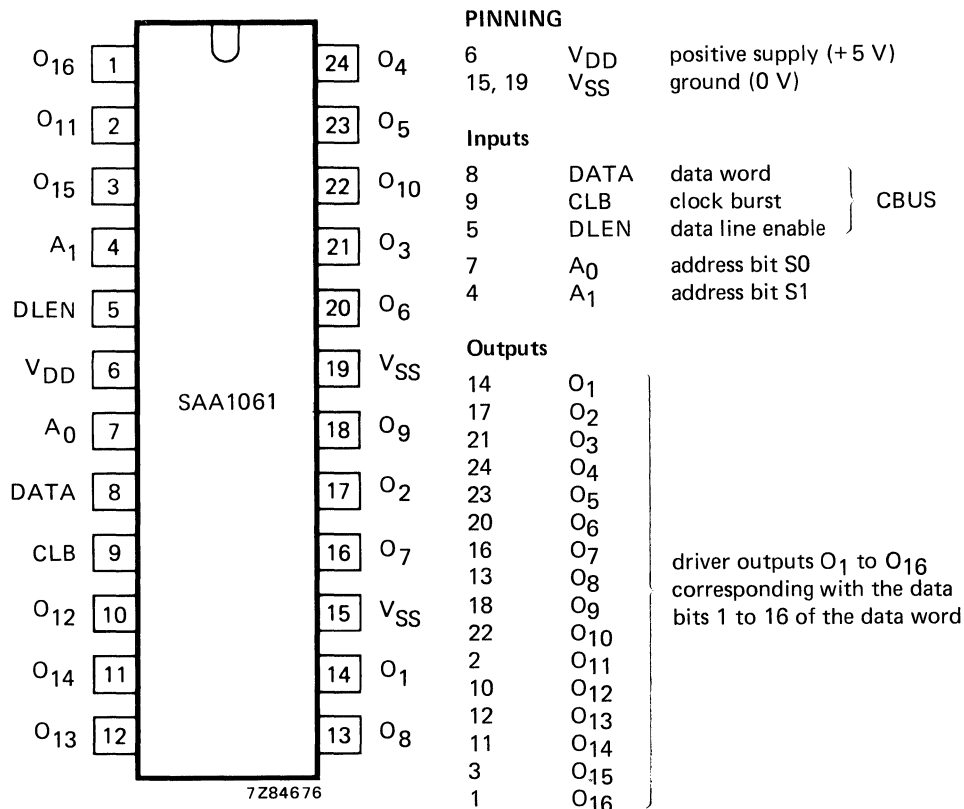 O16 1
O11 2
O15 3
A1 4
DLEN 5
VDD 6
A0 7
DATA 8
CLB 9
O12 10
O14 11
O13 12
SAA1061
24 O4
23 O5
22 O10
21 O3
20 O6
19 VSS
18 O9
17 O2
16 O7
15 VSS
14 O1
13 O8
7Z84676
PINNING
6 VDD positive supply (+5 V)
15, 19 VSS ground (0 V)
Inputs
8 DATA data word
9 CLB clock burst
5 DLEN data line enable
CBUS
7 A0 address bit S0
4 A1 address bit S1
Outputs
14 O1
17 O2
21 O3
24 O4
23 O5
20 O6
16 O7
13 O8
18 O9
22 O10
2 O11
10 O12
12 O13
11 O14
3 O15
1 O16
driver outputs O1 to O16
corresponding with the data
bits 1 to 16 of the data word